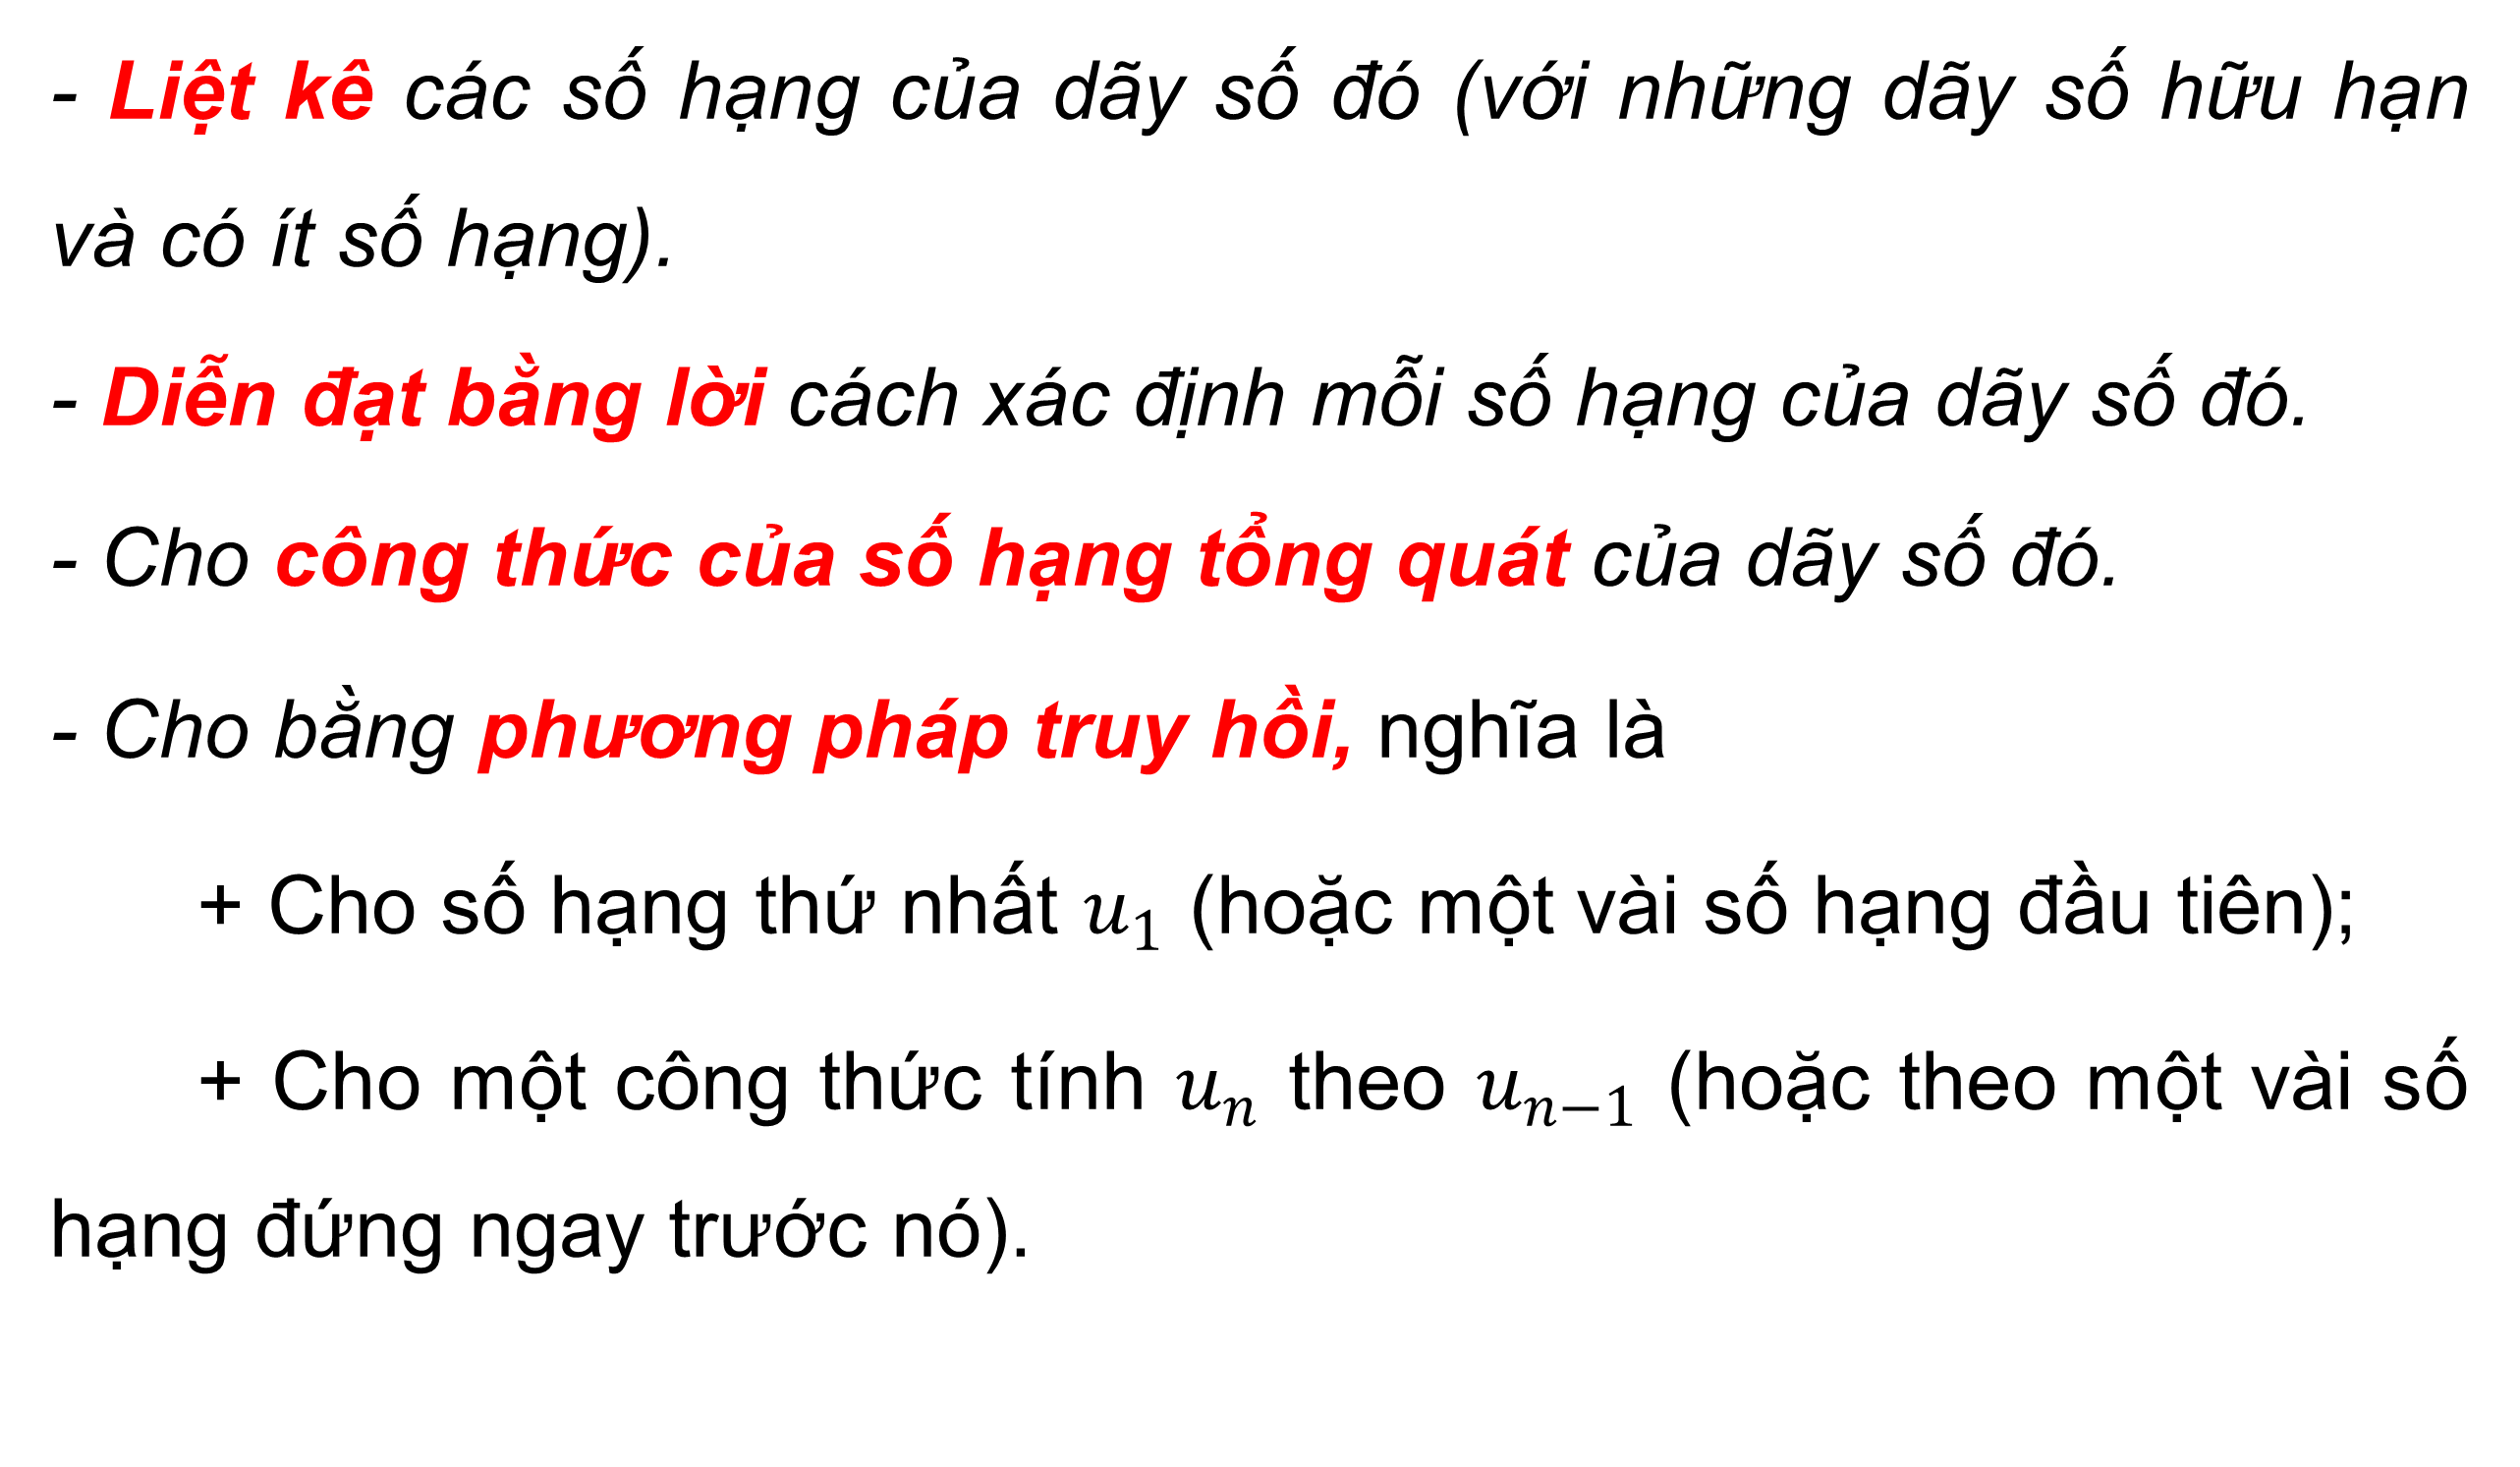 - Liệt kê các số hạng của dãy số đó (với những dãy số hữu hạn
và có ít số hạng).
- Diễn đạt bằng lời cách xác định mỗi số hạng của dãy số đó.
- Cho công thức của số hạng tổng quát của dãy số đó.
- Cho bằng phương pháp truy hồi, nghĩa là
+ Cho số hạng thứ nhất $u_1$ (hoặc một vài số hạng đầu tiên);
+ Cho một công thức tính $u_n$ theo $u_{n-1}$ (hoặc theo một vài số
hạng đứng ngay trước nó).